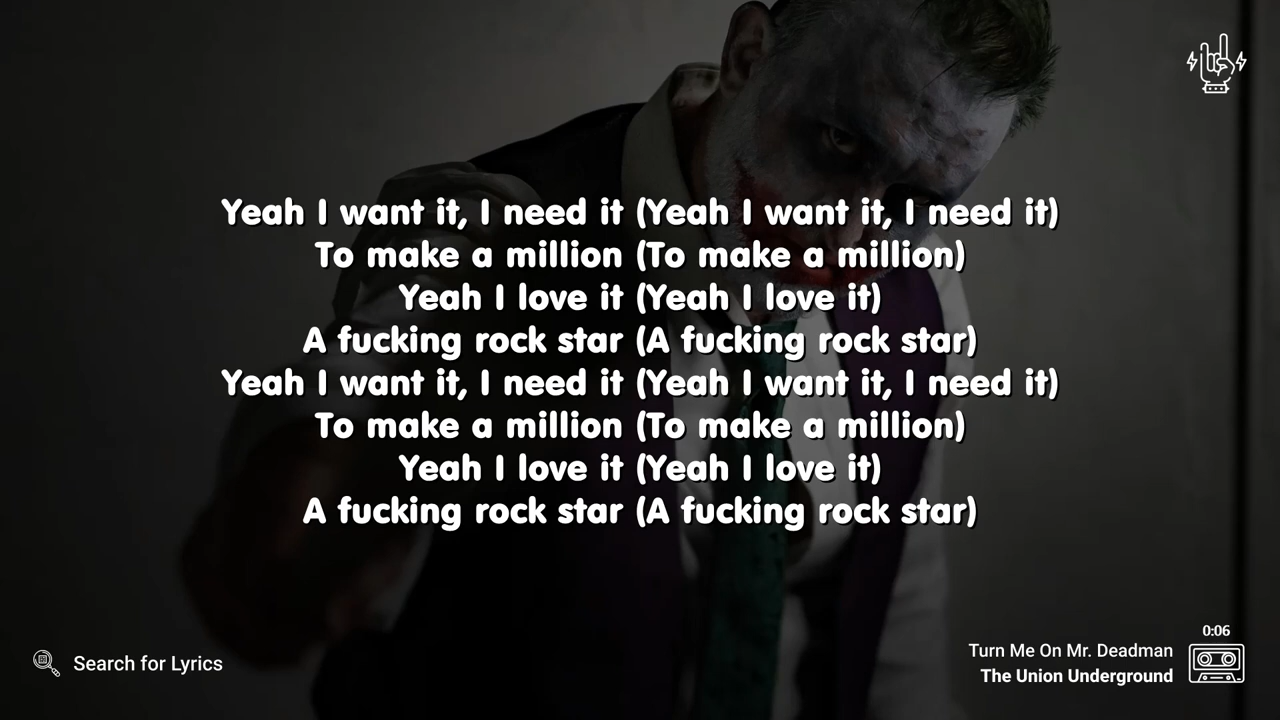 Yeah I want it, I need it (Yeah I want it, I need it)
To make a million (To make a million)
Yeah I love it (Yeah I love it)
A fucking rock star (A fucking rock star)
Yeah I want it, I need it (Yeah I want it, I need it)
To make a million (To make a million)
Yeah I love it (Yeah I love it)
A fucking rock star (A fucking rock star)
Search for Lyrics
0:06
Turn Me On Mr. Deadman
The Union Underground